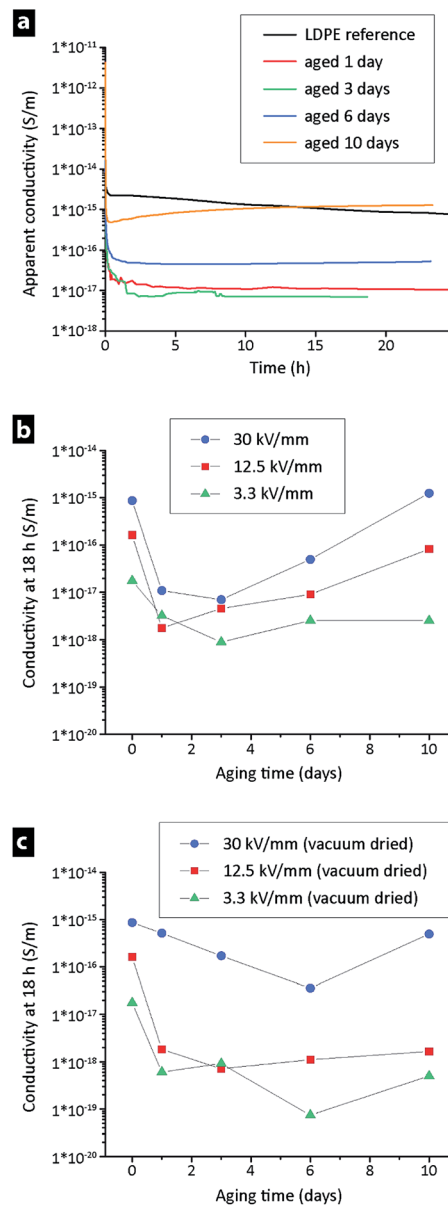 a
LDPE reference
aged 1 day
aged 3 days
aged 6 days
aged 10 days
Apparent conductivity (S/m)
1*10-11
1*10-12
1*10-13
1*10-14
1*10-15
1*10-16
1*10-17
1*10-18
0 5 10 15 20
Time (h)
b
30 kV/mm
12.5 kV/mm
3.3 kV/mm
Conductivity at 18 h (S/m)
1*10-14
1*10-15
1*10-16
1*10-17
1*10-18
1*10-19
1*10-20
0 2 4 6 8 10
Aging time (days)
c
30 kV/mm (vacuum dried)
12.5 kV/mm (vacuum dried)
3.3 kV/mm (vacuum dried)
Conductivity at 18 h (S/m)
1*10-14
1*10-15
1*10-16
1*10-17
1*10-18
1*10-19
1*10-20
0 2 4 6 8 10
Aging time (days)